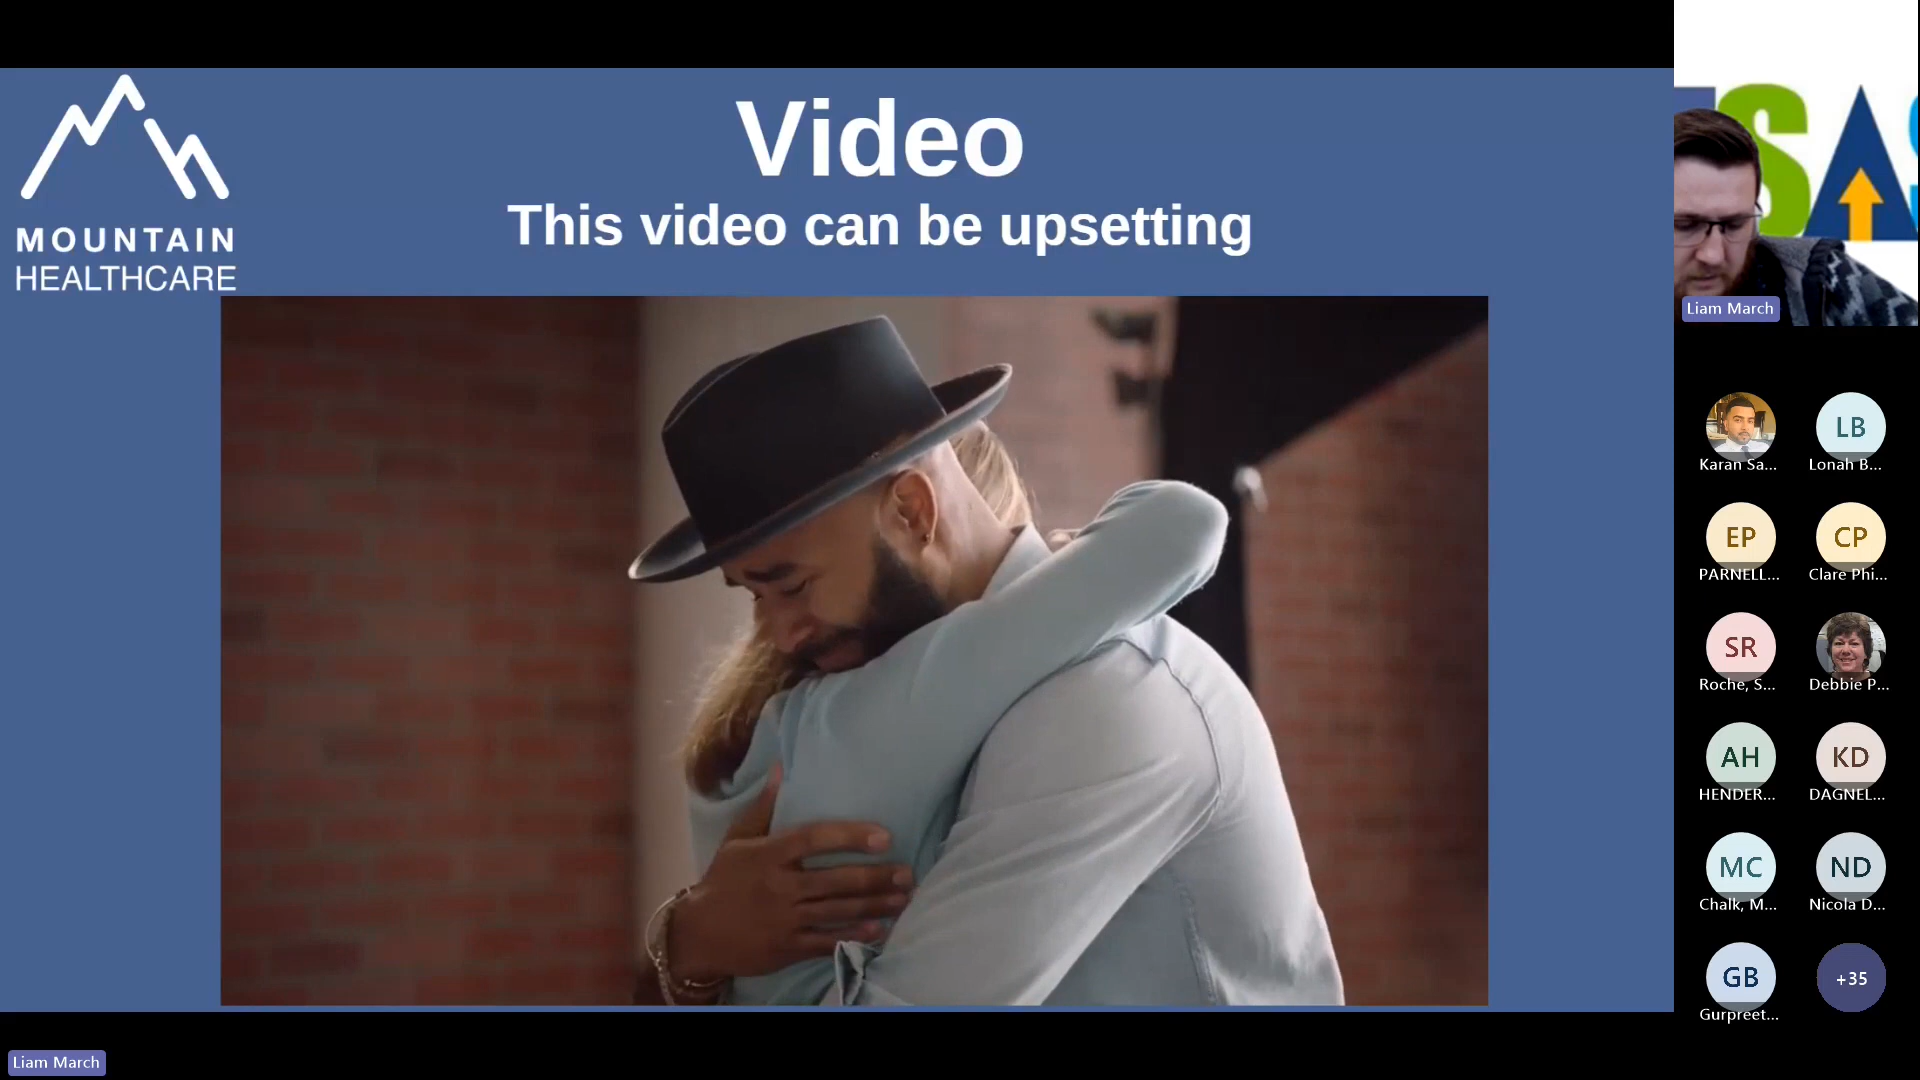 MOUNTAIN
HEALTHCARE
Video
This video can be upsetting
SAS
Liam March
Karan Sa...
LB
Lonah B...
EP
PARNELL...
CP
Clare Phi...
SR
Roche, S...
Debbie P...
AH
HENDER...
KD
DAGNEL...
MC
Chalk, M...
ND
Nicola D...
GB
Gurpreet...
+35
Liam March